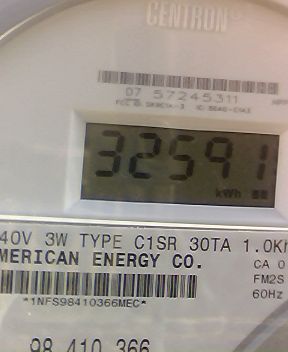 CENTRON®
07 57245311
32591
kWh
40V 3W TYPE C1SR 30TA 1.0Kh
MERICAN ENERGY CO.
CA 0
FM2S
60Hz
*1NFS98410366MEC*
98 410 366